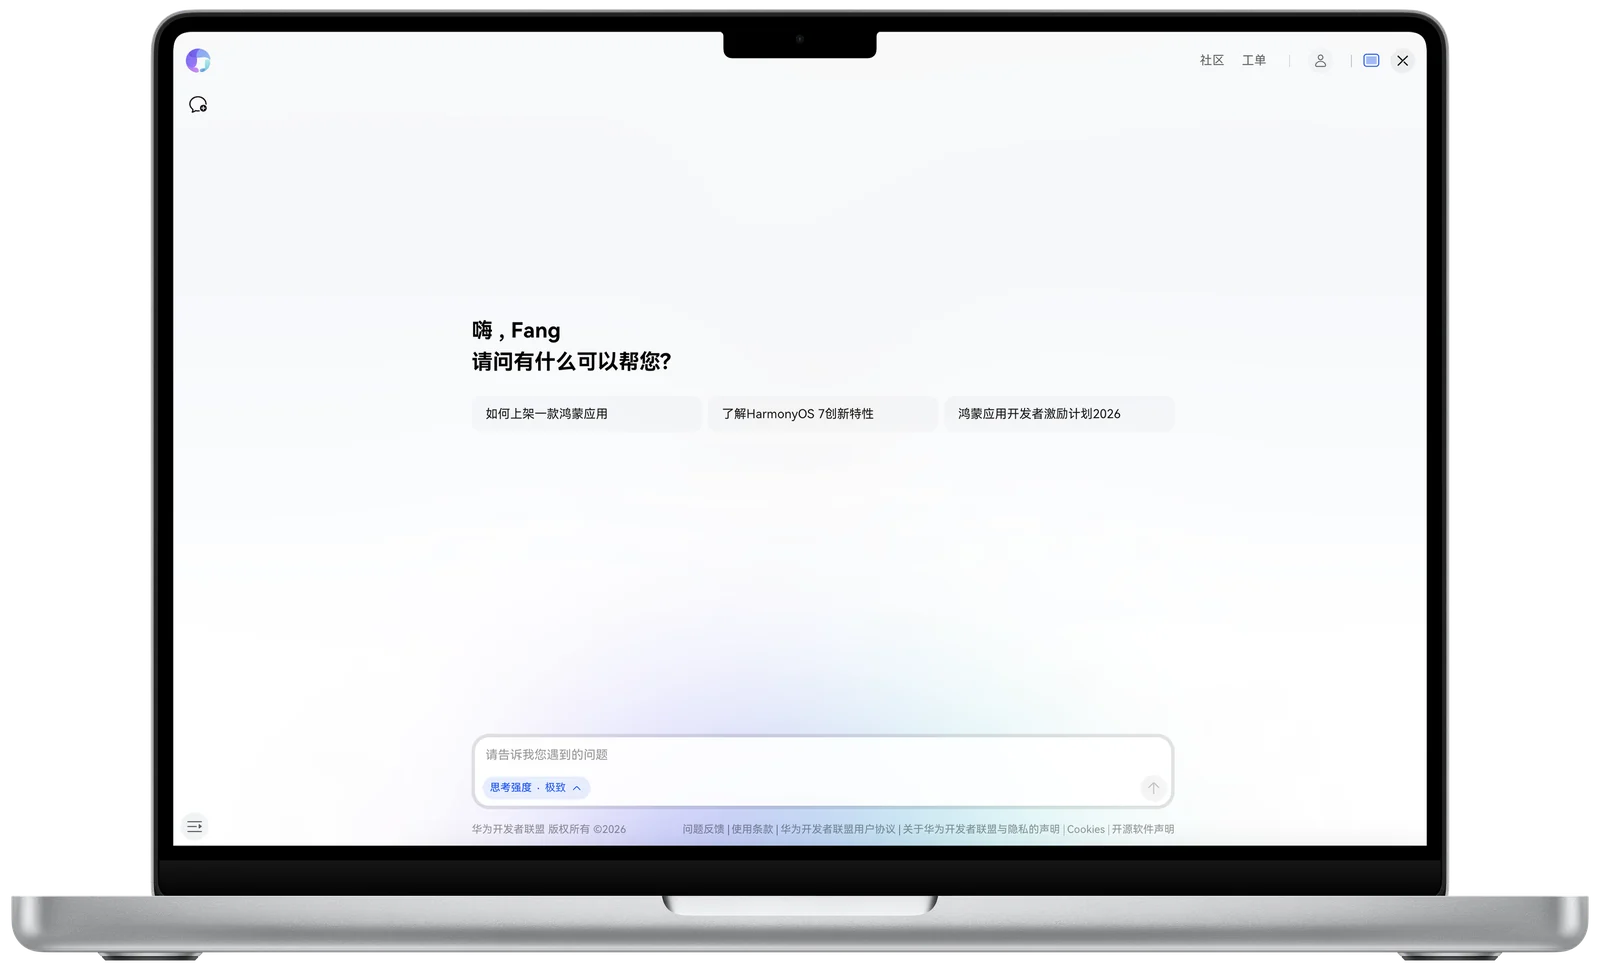 社区 工单
嗨 , Fang
请问有什么可以帮您?
如何上架一款鸿蒙应用
了解HarmonyOS 7创新特性
鸿蒙应用开发者激励计划2026
请告诉我您遇到的问题
思考强度 · 极致
华为开发者联盟 版权所有 ©2026
问题反馈 | 使用条款 | 华为开发者联盟用户协议 | 关于华为开发者联盟与隐私的声明 | Cookies | 开源软件声明